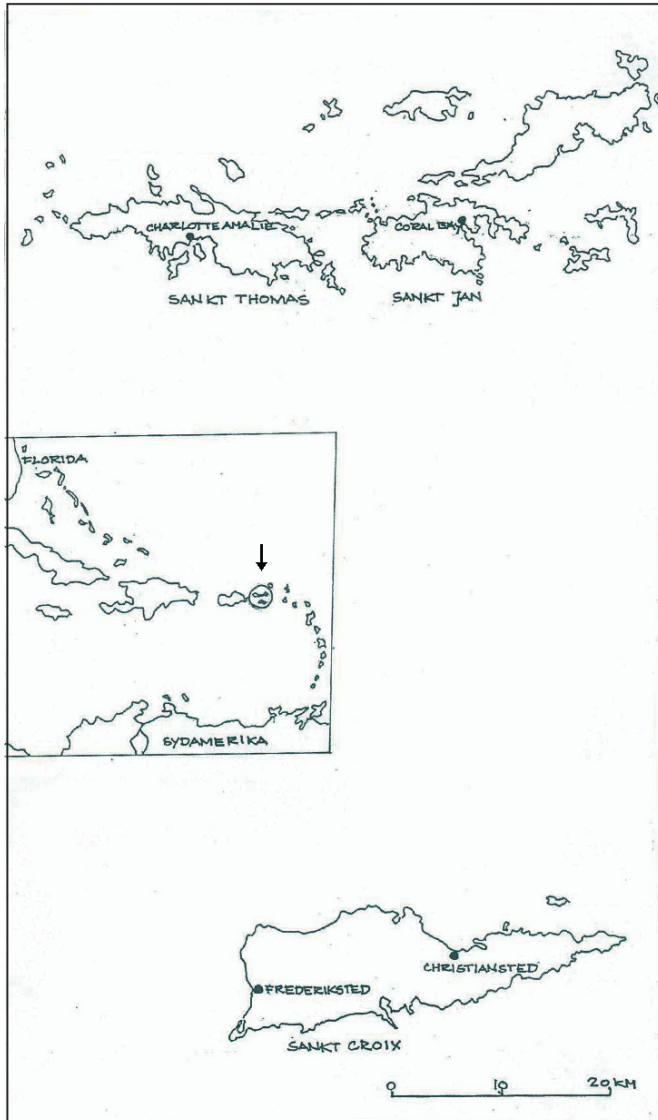 CHARLOTTE AMALIE
CORAL BAY
SANKT THOMAS
SANKT JAN
FLORIDA
SYDAMERIKA
CHRISTIANSTED
FREDERIKSTED
SANKT CROIX
0 10 20 KM